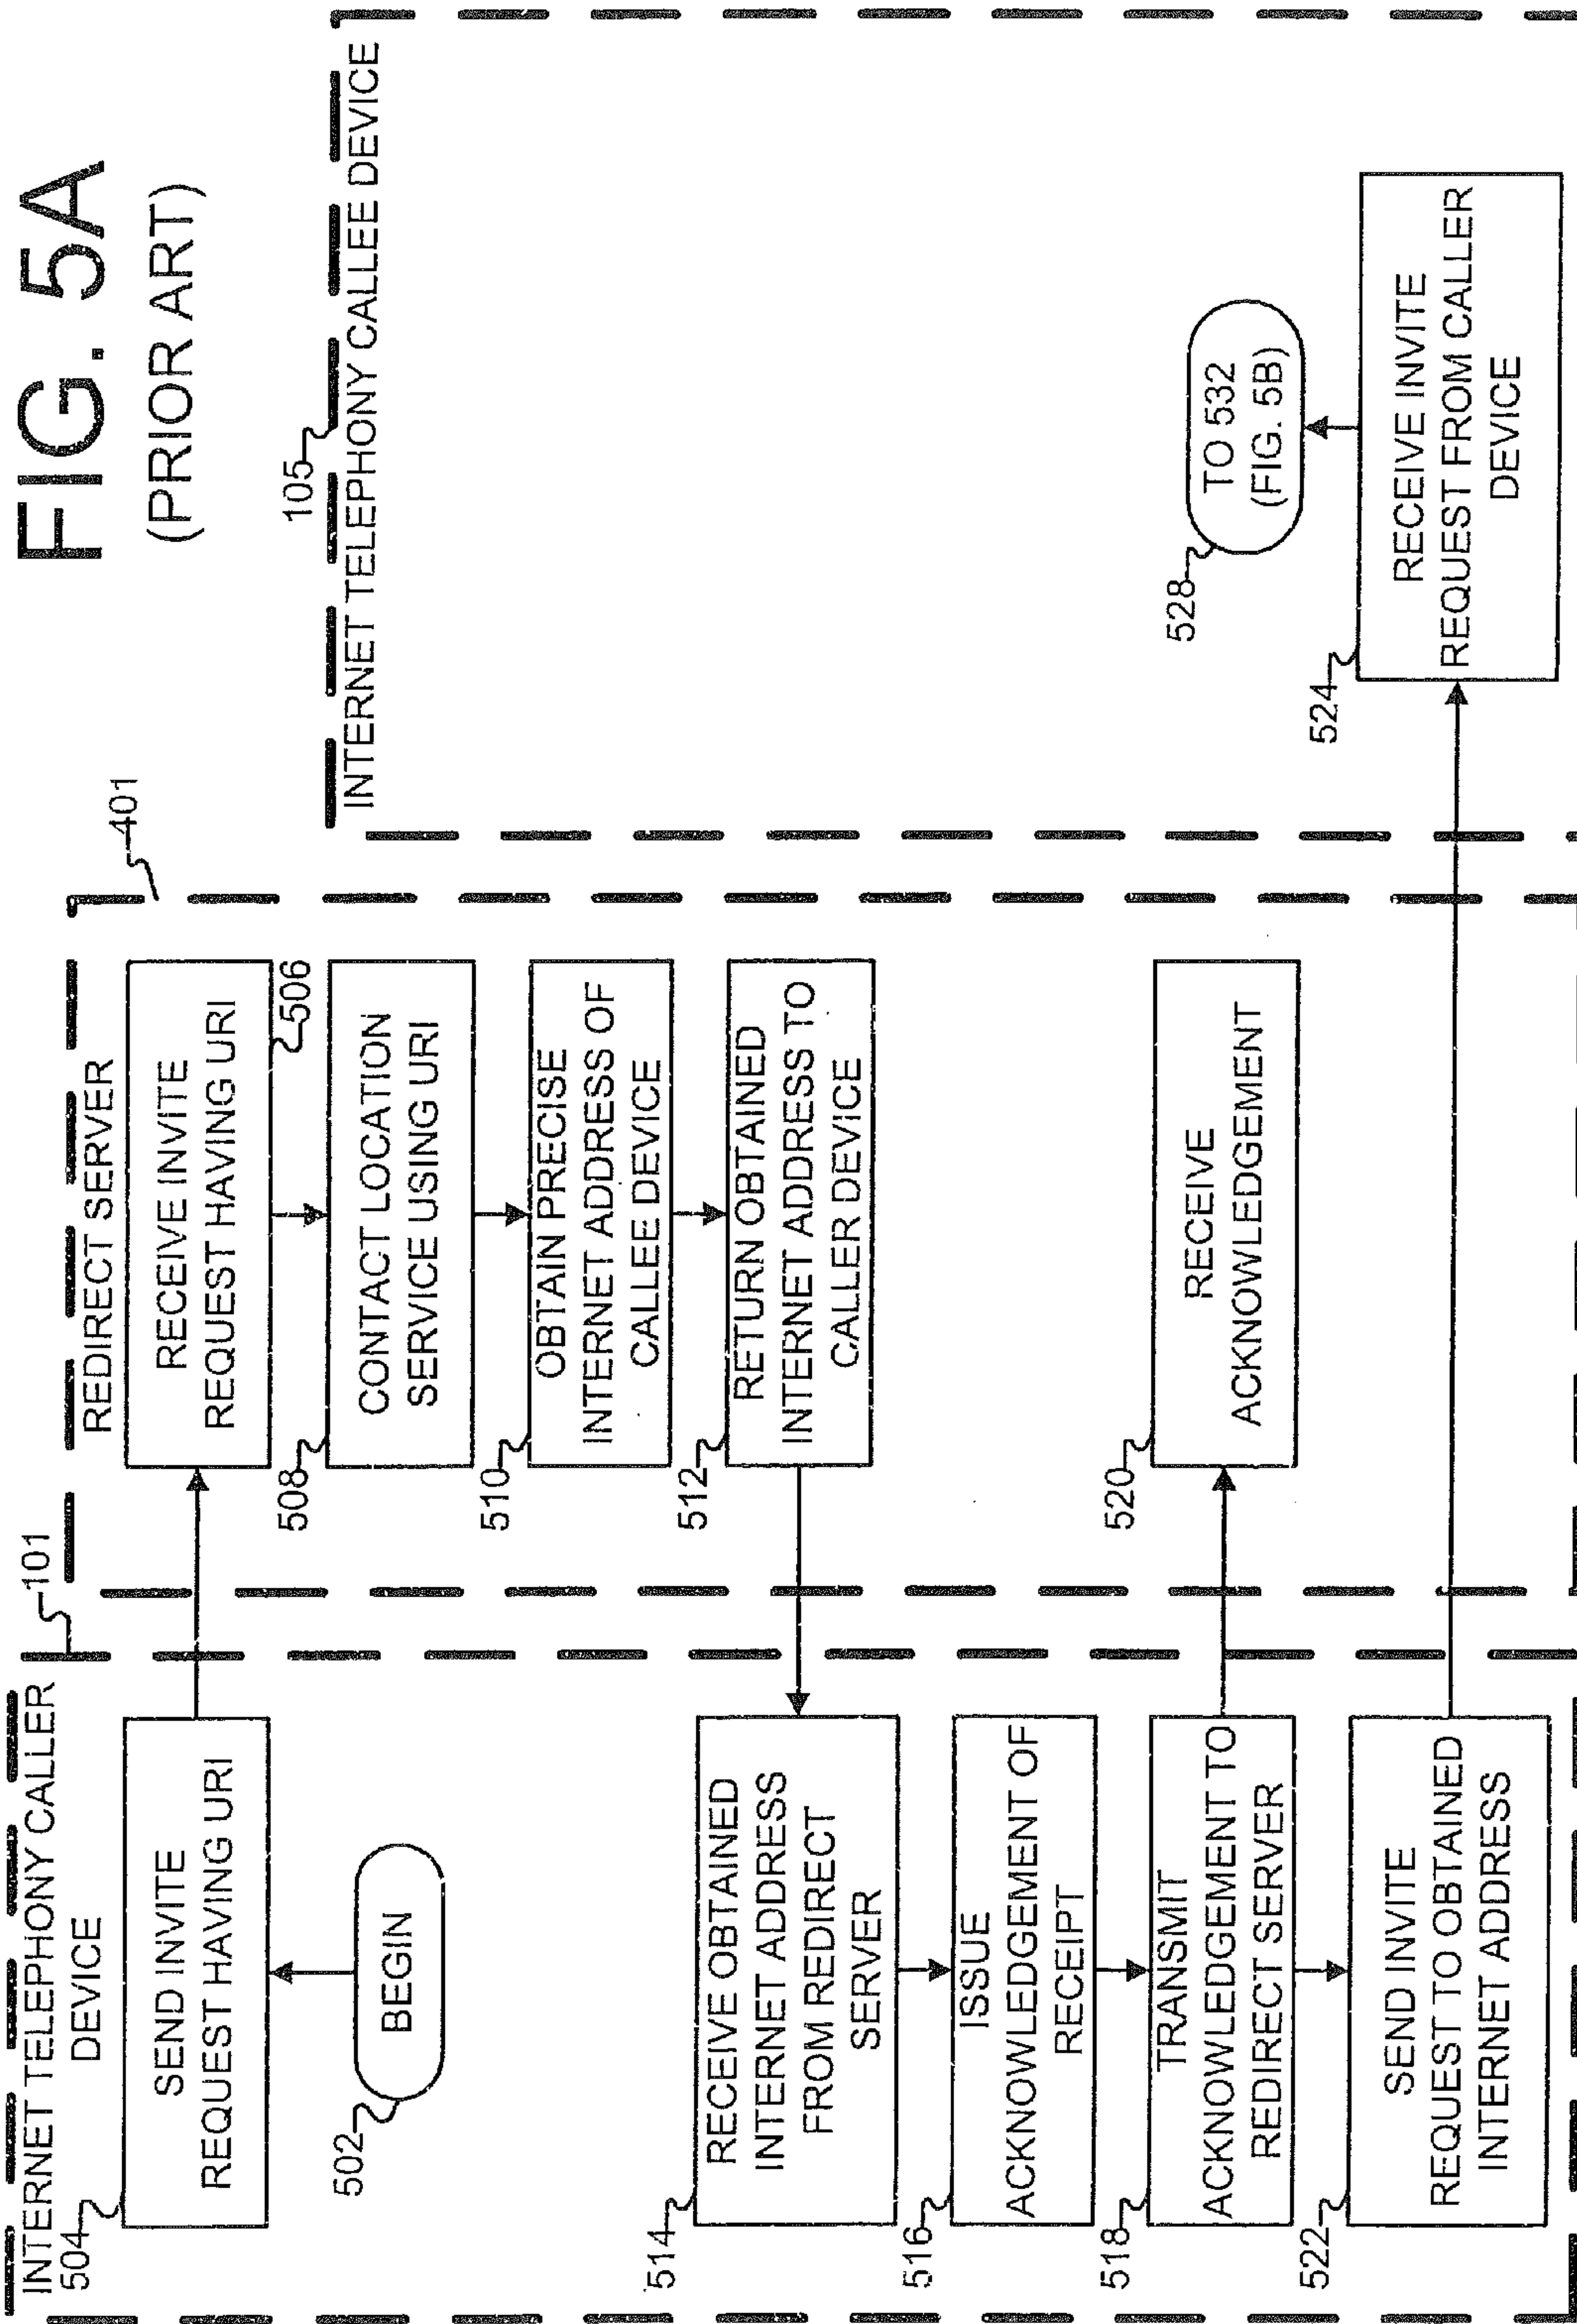 FIG. 5A
(PRIOR ART)
INTERNET TELEPHONY CALLER
DEVICE
101
504
SEND INVITE
REQUEST HAVING URI
502
BEGIN
514
RECEIVE OBTAINED
INTERNET ADDRESS
FROM REDIRECT
SERVER
516
ISSUE
ACKNOWLEDGEMENT OF
RECEIPT
518
TRANSMIT
ACKNOWLEDGEMENT TO
REDIRECT SERVER
522
SEND INVITE
REQUEST TO OBTAINED
INTERNET ADDRESS
REDIRECT SERVER
401
RECEIVE INVITE
REQUEST HAVING URI
506
508
CONTACT LOCATION
SERVICE USING URI
510
OBTAIN PRECISE
INTERNET ADDRESS OF
CALLEE DEVICE
512
RETURN OBTAINED
INTERNET ADDRESS TO
CALLER DEVICE
520
RECEIVE
ACKNOWLEDGEMENT
105
INTERNET TELEPHONY CALLEE DEVICE
528
TO 532
(FIG. 5B)
524
RECEIVE INVITE
REQUEST FROM CALLER
DEVICE